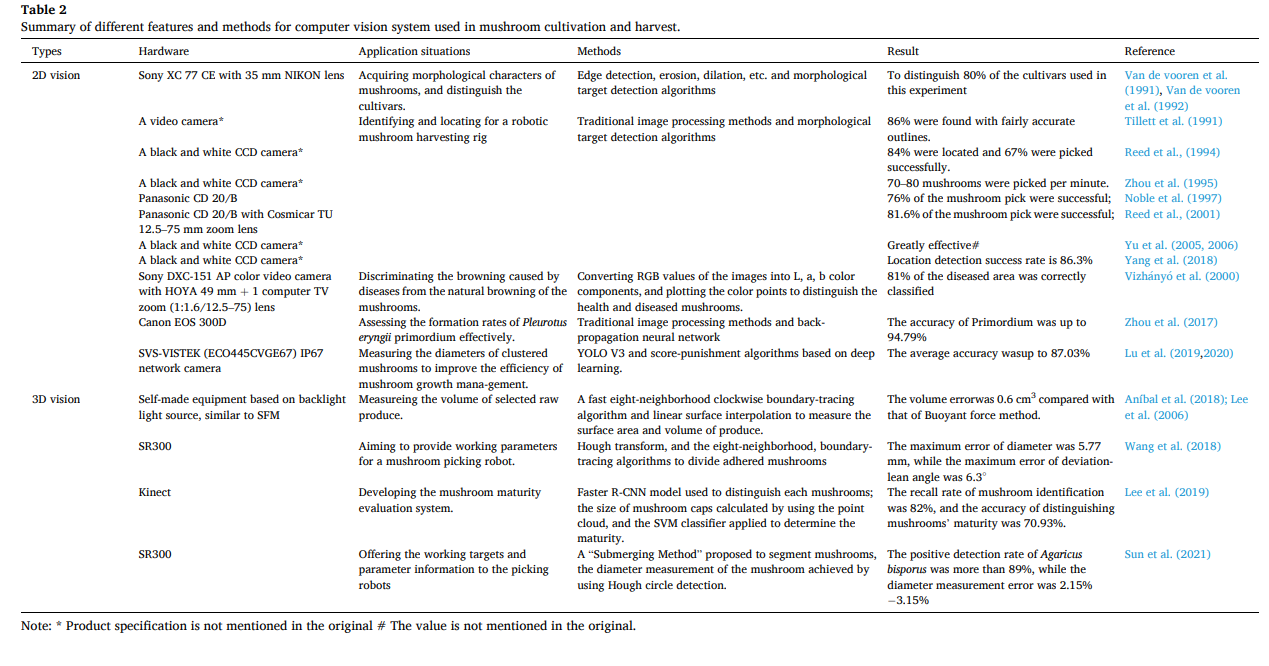 Table 2
Summary of different features and methods for computer vision system used in mushroom cultivation and harvest.
Types Hardware Application situations Methods Result Reference
2D vision Sony XC 77 CE with 35 mm NIKON lens Acquiring morphological characters of Edge detection, erosion, dilation, etc. and morphological To distinguish 80% of the cultivars used in Van de vooren et al.
mushrooms, and distinguish the target detection algorithms this experiment (1991), Van de vooren
cultivars. et al. (1992)
A video camera* Identifying and locating for a robotic Traditional image processing methods and morphological 86% were found with fairly accurate Tillett et al. (1991)
mushroom harvesting rig target detection algorithms outlines.
A black and white CCD camera* 84% were located and 67% were picked Reed et al., (1994)
successfully.
A black and white CCD camera* 70–80 mushrooms were picked per minute. Zhou et al. (1995)
Panasonic CD 20/B 76% of the mushroom pick were successful; Noble et al. (1997)
Panasonic CD 20/B with Cosmicar TU 81.6% of the mushroom pick were successful; Reed et al., (2001)
12.5–75 mm zoom lens
A black and white CCD camera* Greatly effective# Yu et al. (2005, 2006)
A black and white CCD camera* Location detection success rate is 86.3% Yang et al. (2018)
Sony DXC-151 AP color video camera Discriminating the browning caused by Converting RGB values of the images into L, a, b color 81% of the diseased area was correctly Vizhányó et al. (2000)
with HOYA 49 mm + 1 computer TV diseases from the natural browning of the components, and plotting the color points to distinguish the classified
zoom (1:1.6/12.5–75) lens mushrooms. health and diseased mushrooms.
Canon EOS 300D Assessing the formation rates of Pleurotus Traditional image processing methods and back- The accuracy of Primordium was up to Zhou et al. (2017)
eryngii primordium effectively. propagation neural network 94.79%
SVS-VISTEK (ECO445CVGE67) IP67 Measuring the diameters of clustered YOLO V3 and score-punishment algorithms based on deep The average accuracy wasup to 87.03% Lu et al. (2019,2020)
network camera mushrooms to improve the efficiency of learning.
mushroom growth mana-gement.
3D vision Self-made equipment based on backlight Measureing the volume of selected raw A fast eight-neighborhood clockwise boundary-tracing The volume errorwas 0.6 cm³ compared with Aníbal et al. (2018); Lee
light source, similar to SFM produce. algorithm and linear surface interpolation to measure the that of Buoyant force method. et al. (2006)
surface area and volume of produce.
SR300 Aiming to provide working parameters Hough transform, and the eight-neighborhood, boundary- The maximum error of diameter was 5.77 Wang et al. (2018)
for a mushroom picking robot. tracing algorithms to divide adhered mushrooms mm, while the maximum error of deviation-
lean angle was 6.3°
Kinect Developing the mushroom maturity Faster R-CNN model used to distinguish each mushrooms; The recall rate of mushroom identification Lee et al. (2019)
evaluation system. the size of mushroom caps calculated by using the point was 82%, and the accuracy of distinguishing
cloud, and the SVM classifier applied to determine the mushrooms' maturity was 70.93%.
maturity.
SR300 Offering the working targets and A “Submerging Method” proposed to segment mushrooms, The positive detection rate of Agaricus Sun et al. (2021)
parameter information to the picking the diameter measurement of the mushroom achieved by bisporus was more than 89%, while the
robots using Hough circle detection. diameter measurement error was 2.15%
−3.15%
Note: * Product specification is not mentioned in the original # The value is not mentioned in the original.